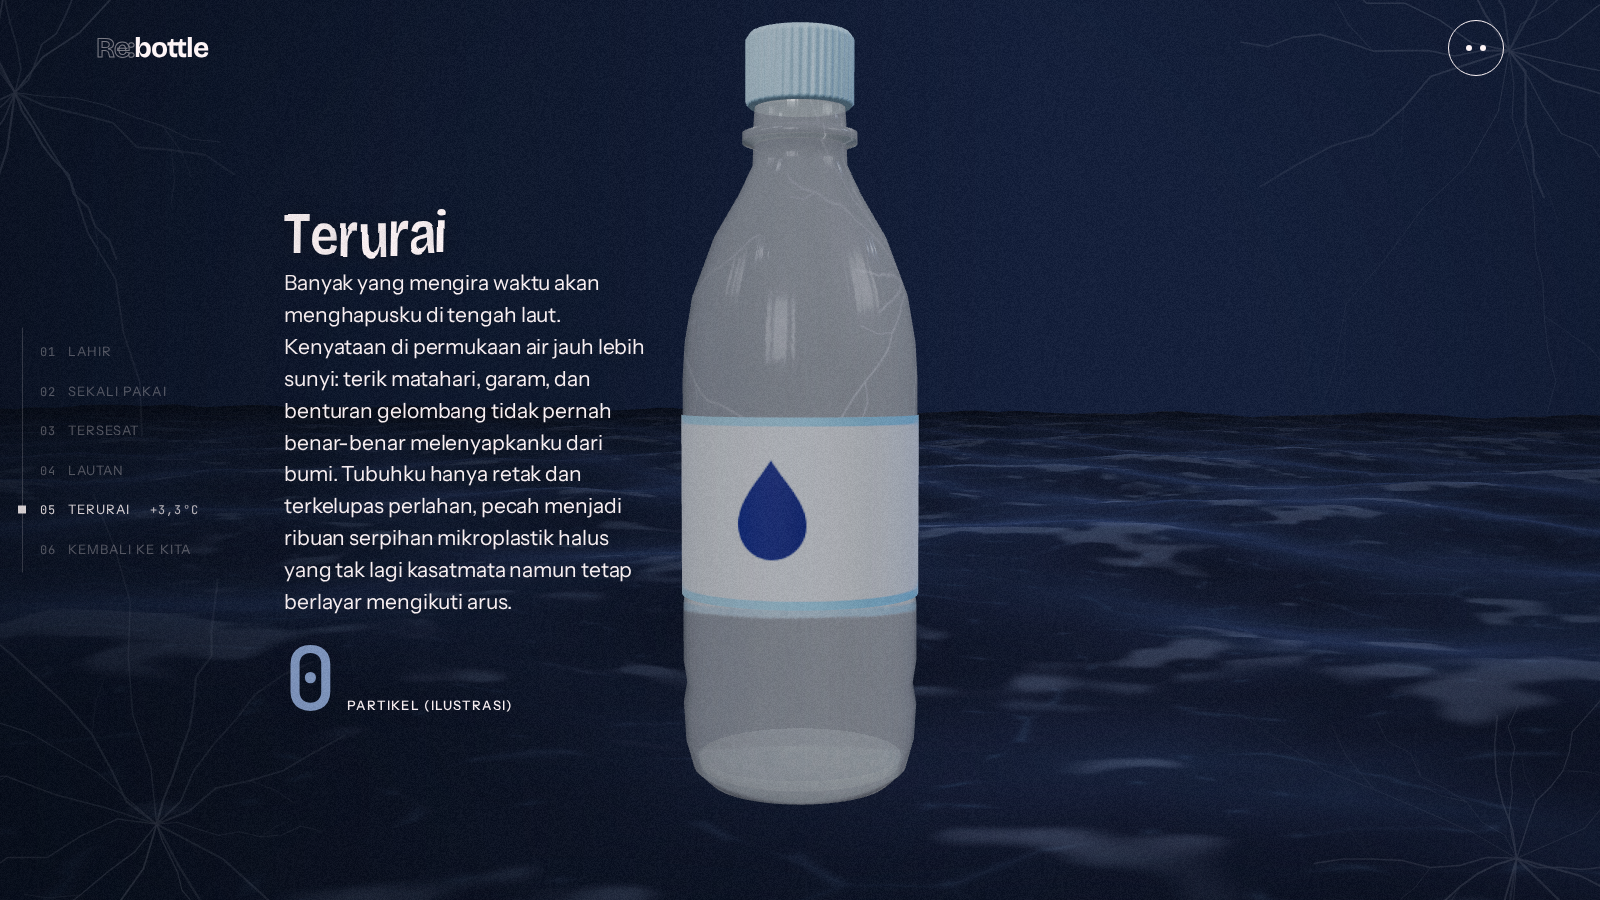 Re:bottle
Terurai
Banyak yang mengira waktu akan
menghapusku di tengah laut.
Kenyataan di permukaan air jauh lebih
sunyi: terik matahari, garam, dan
benturan gelombang tidak pernah
benar-benar melenyapkanku dari
bumi. Tubuhku hanya retak dan
terkelupas perlahan, pecah menjadi
ribuan serpihan mikroplastik halus
yang tak lagi kasatmata namun tetap
berlayar mengikuti arus.
0 PARTIKEL (ILUSTRASI)
01 LAHIR
02 SEKALI PAKAI
03 TERSESAT
04 LAUTAN
05 TERURAI +3,3°C
06 KEMBALI KE KITA